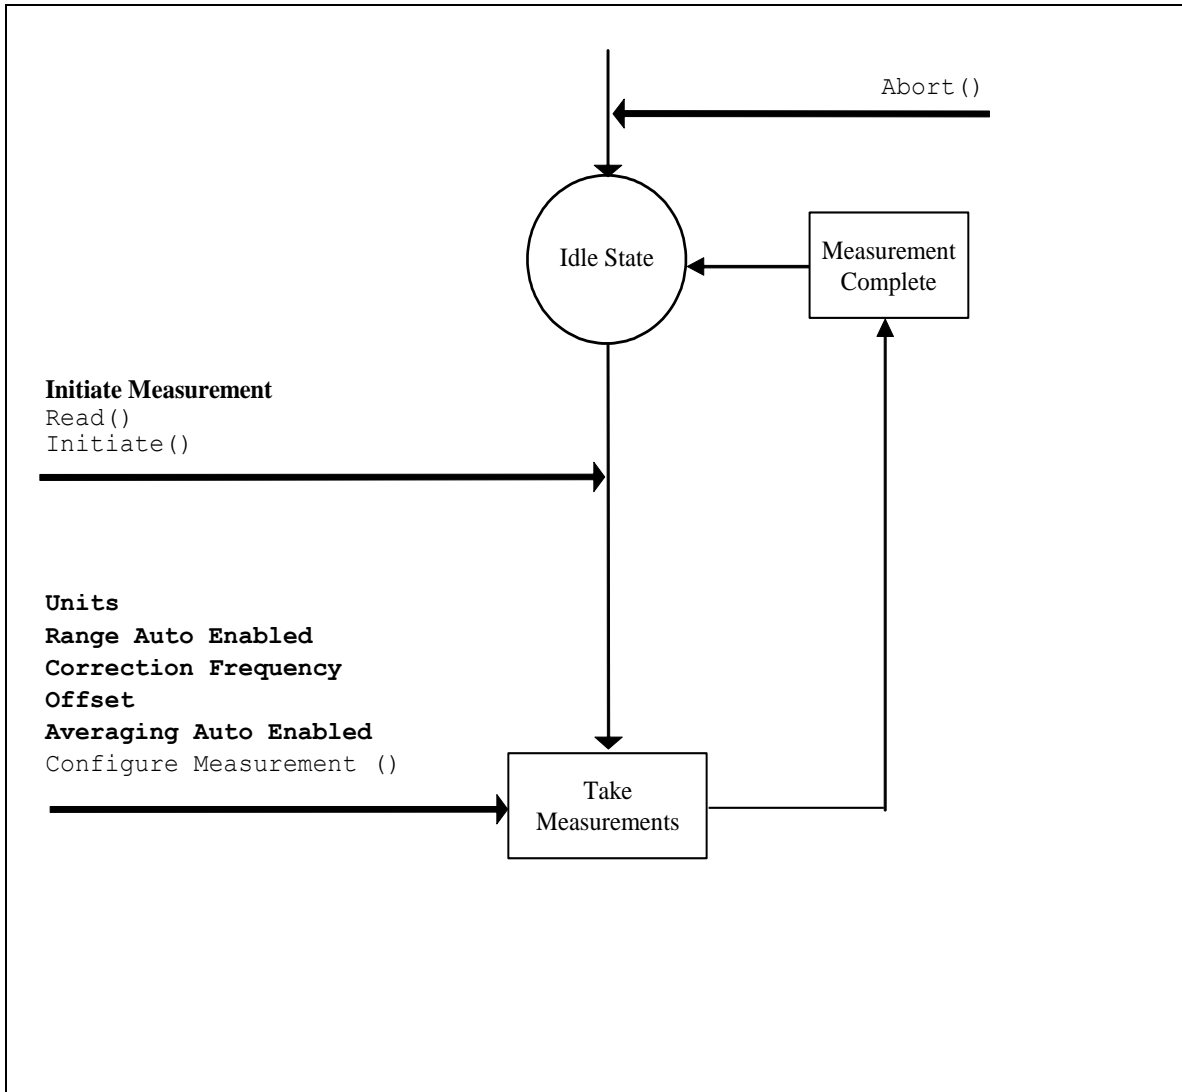 Abort()
Idle State
Measurement
Complete
Initiate Measurement
Read()
Initiate()
Units
Range Auto Enabled
Correction Frequency
Offset
Averaging Auto Enabled
Configure Measurement ()
Take
Measurements